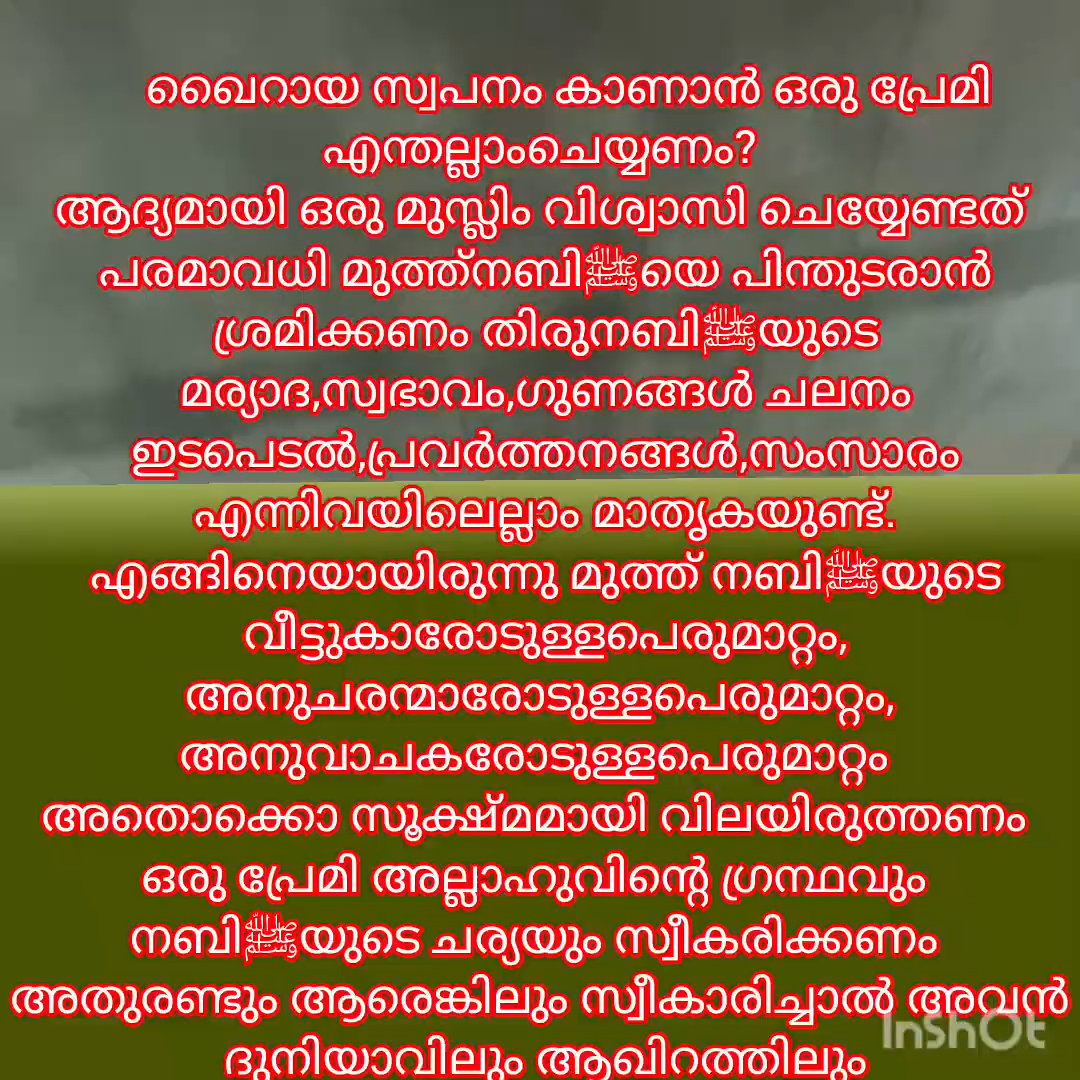 ഖൈറായ സ്വപനം കാണാൻ ഒരു പ്രേമി
എന്തല്ലാംചെയ്യണം?
ആദ്യമായി ഒരു മുസ്ലിം വിശ്വാസി ചെയ്യേണ്ടത്
പരമാവധി മുത്ത്നബിﷺയെ പിന്തുടരാൻ
ശ്രമിക്കണം തിരുനബിﷺയുടെ
മര്യാദ,സ്വഭാവം,ഗുണങ്ങൾ ചലനം
ഇടപെടൽ,പ്രവർത്തനങ്ങൾ,സംസാരം
എന്നിവയിലെല്ലാം മാതൃകയുണ്ട്.
എങ്ങിനെയായിരുന്നു മുത്ത് നബിﷺയുടെ
വീട്ടുകാരോടുള്ളപെരുമാറ്റം,
അനുചരന്മാരോടുള്ളപെരുമാറ്റം,
അനുവാചകരോടുള്ളപെരുമാറ്റം
അതൊക്കൊ സൂക്ഷ്മമായി വിലയിരുത്തണം
ഒരു പ്രേമി അല്ലാഹുവിന്റെ ഗ്രന്ഥവും
നബിﷺയുടെ ചര്യയും സ്വീകരിക്കണം
അതുരണ്ടും ആരെങ്കിലും സ്വീകാരിച്ചാൽ അവൻ
ദുനിയാവിലും ആഖിറത്തിലും
InShOt